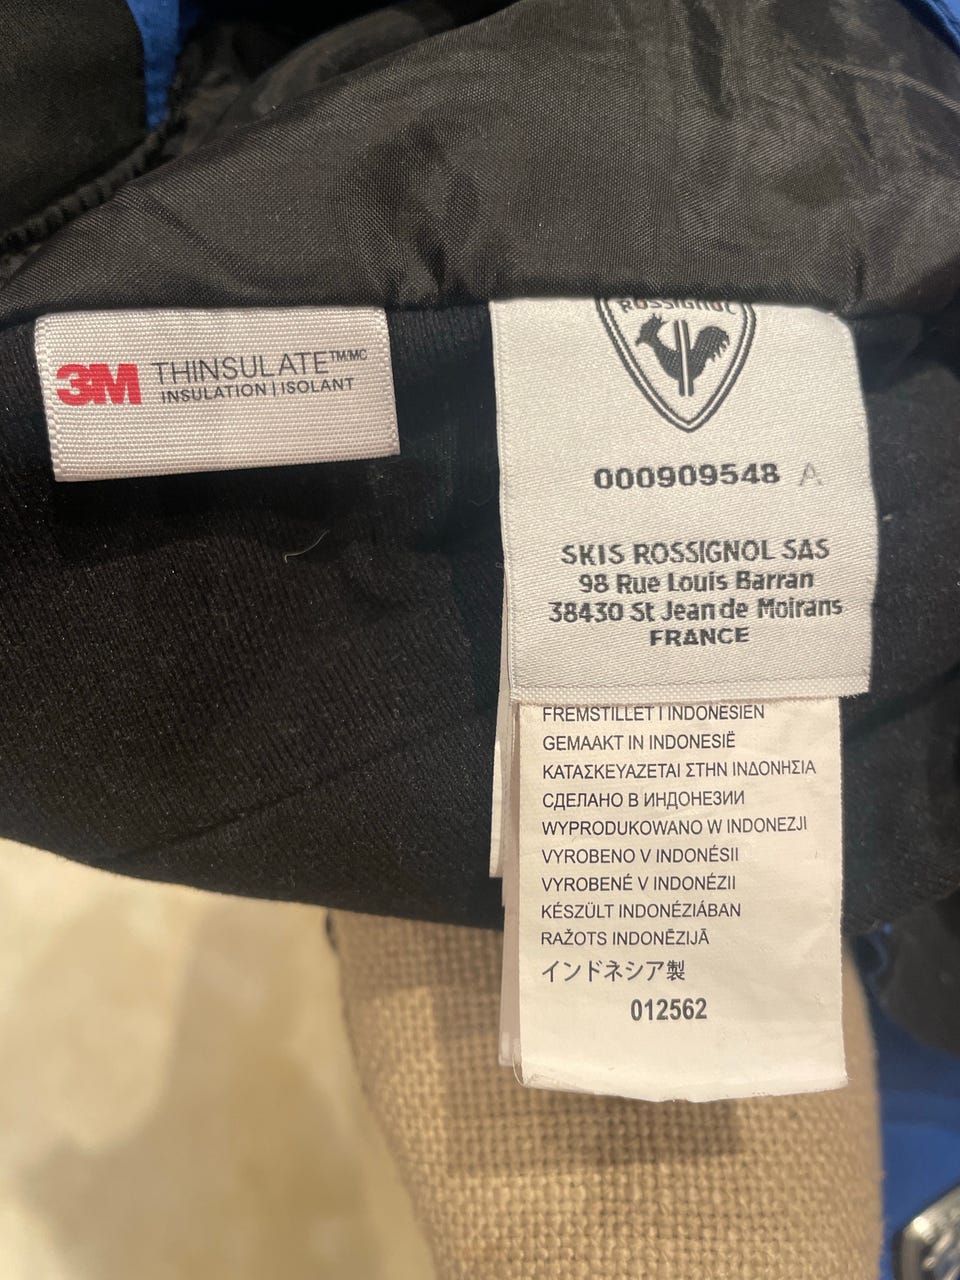 3M THINSULATE™/MC
INSULATION | ISOLANT
ROSSIGNOL
000909548 A
SKIS ROSSIGNOL SAS
98 Rue Louis Barran
38430 St Jean de Moirans
FRANCE
FREMSTILLET I INDONESIEN
GEMAAKT IN INDONESIË
ΚΑΤΑΣΚΕΥΑΖΕΤΑΙ ΣΤΗΝ ΙΝΔΟΝΗΣΙΑ
СДЕЛАНО В ИНДОНЕЗИИ
WYPRODUKOWANO W INDONEZJI
VYROBENO V INDONÉSII
VYROBENÉ V INDONÉZII
KÉSZÜLT INDONÉZIÁBAN
RAŽOTS INDONĒZIJĀ
インドネシア製
012562